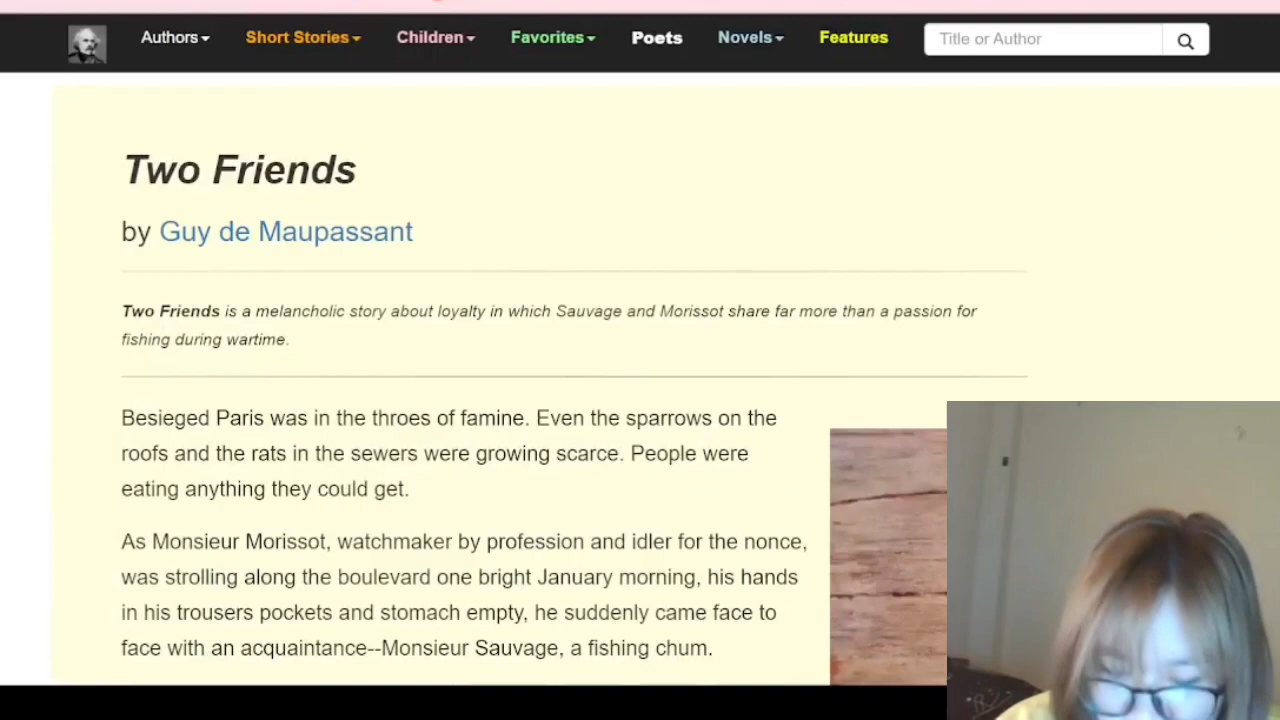 Authors Short Stories Children Favorites Poets Novels Features Title or Author
Two Friends
by Guy de Maupassant
Two Friends is a melancholic story about loyalty in which Sauvage and Morissot share far more than a passion for
fishing during wartime.
Besieged Paris was in the throes of famine. Even the sparrows on the
roofs and the rats in the sewers were growing scarce. People were
eating anything they could get.
As Monsieur Morissot, watchmaker by profession and idler for the nonce,
was strolling along the boulevard one bright January morning, his hands
in his trousers pockets and stomach empty, he suddenly came face to
face with an acquaintance--Monsieur Sauvage, a fishing chum.